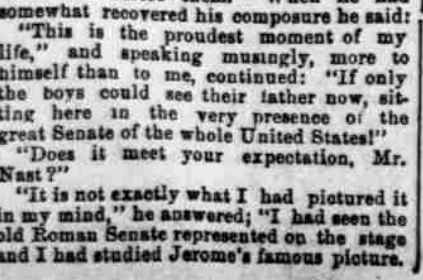 somewhat recovered his composure he said:
"This is the proudest moment of my
life," and speaking musingly, more to
himself than to me, continued: "If only
the boys could see their father now, sit-
ting here in the very presence of the
great Senate of the whole United States!"
"Does it meet your expectation, Mr.
Nast?"
"It is not exactly what I had pictured it
in my mind," he answered; "I had seen the
old Roman Senate represented on the stage
and I had studied Jerome's famous picture.